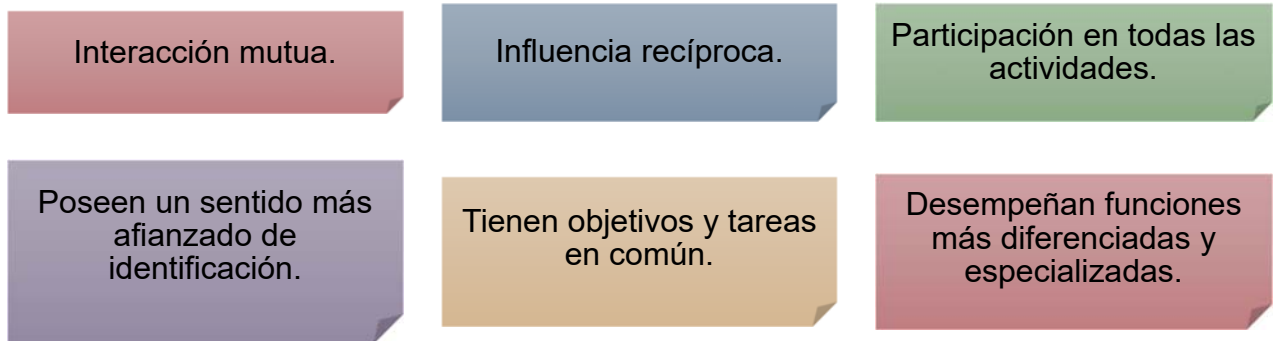 Interacción mutua.
Influencia recíproca.
Participación en todas las
actividades.
Poseen un sentido más
afianzado de
identificación.
Tienen objetivos y tareas
en común.
Desempeñan funciones
más diferenciadas y
especializadas.